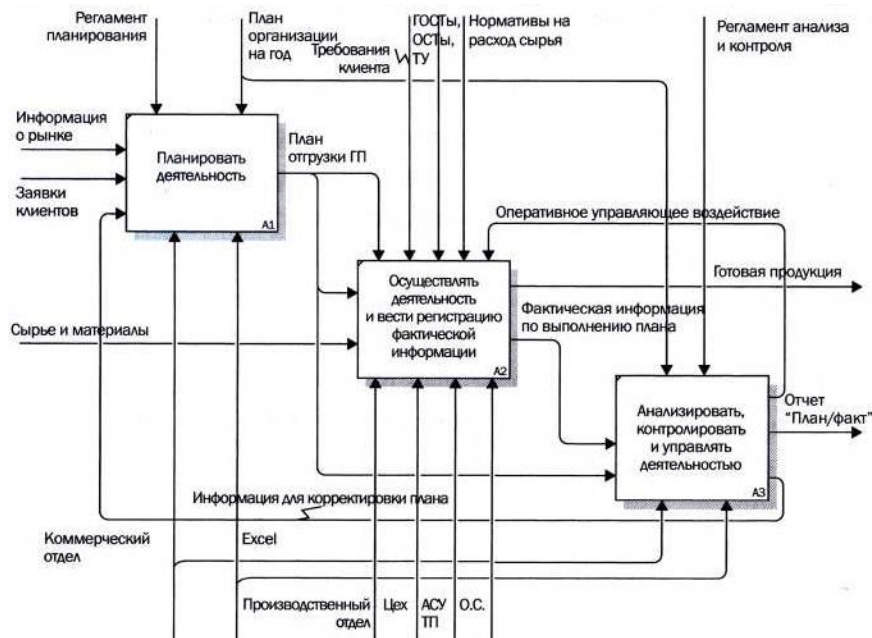 Регламент
планирования
План
организации
на год
Требования
клиента
ГОСТы,
ОСТы,
ТУ
Нормативы на
расход сырья
Регламент анализа
и контроля
Информация
о рынке
Заявки
клиентов
Планировать
деятельность
A1
План
отгрузки ГП
Оперативное управляющее воздействие
Готовая продукция
Осуществлять
деятельность
и вести регистрацию
фактической
информации
A2
Фактическая информация
по выполнению плана
Сырье и материалы
Анализировать,
контролировать
и управлять
деятельностью
A3
Отчет
“План/факт”
Информация для корректировки плана
Коммерческий
отдел
Excel
Производственный
отдел
Цех
АСУ
ТП
О.С.